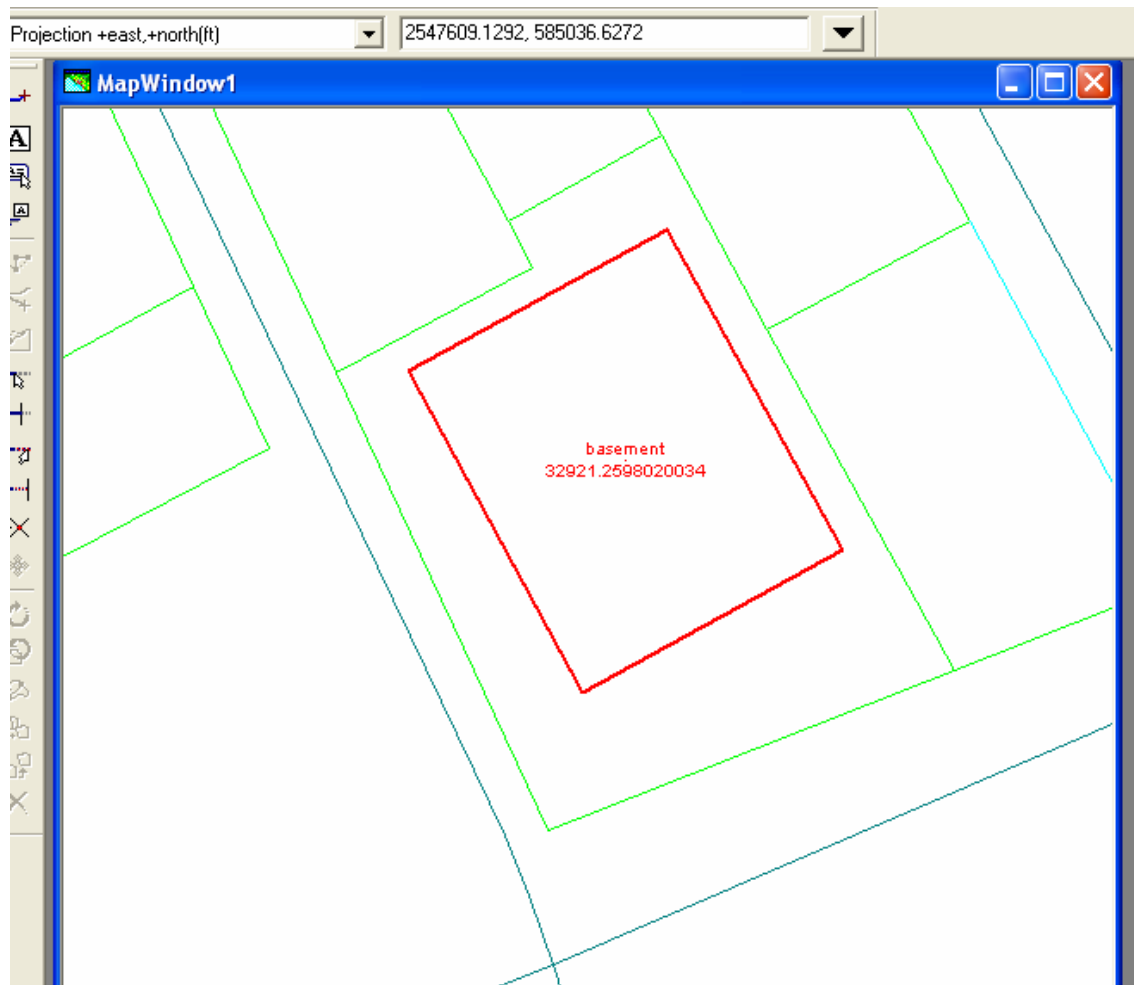 Projection +east,+north(ft)
2547609.1292, 585036.6272
MapWindow1
A
A
basement
32921.2598020034